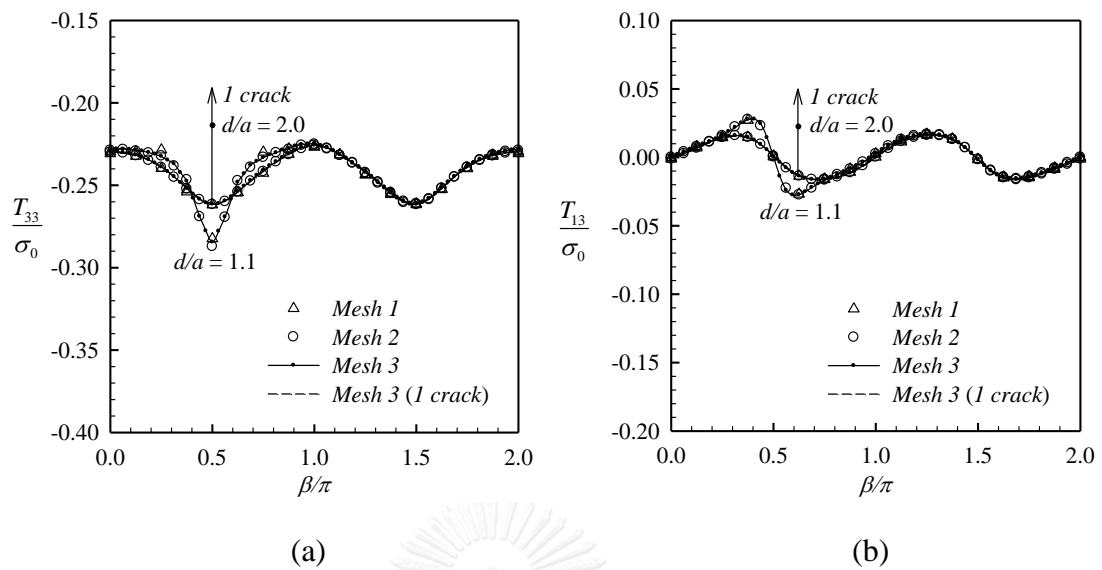 -0.15
-0.20
-0.25
-0.30
-0.35
-0.40
T33
σ0
1 crack
d/a = 2.0
d/a = 1.1
Mesh 1
Mesh 2
Mesh 3
Mesh 3 (1 crack)
0.0 0.5 1.0 1.5 2.0
β/π
(a)
0.10
0.05
0.00
-0.05
-0.10
-0.15
-0.20
T13
σ0
1 crack
d/a = 2.0
d/a = 1.1
Mesh 1
Mesh 2
Mesh 3
Mesh 3 (1 crack)
0.0 0.5 1.0 1.5 2.0
β/π
(b)